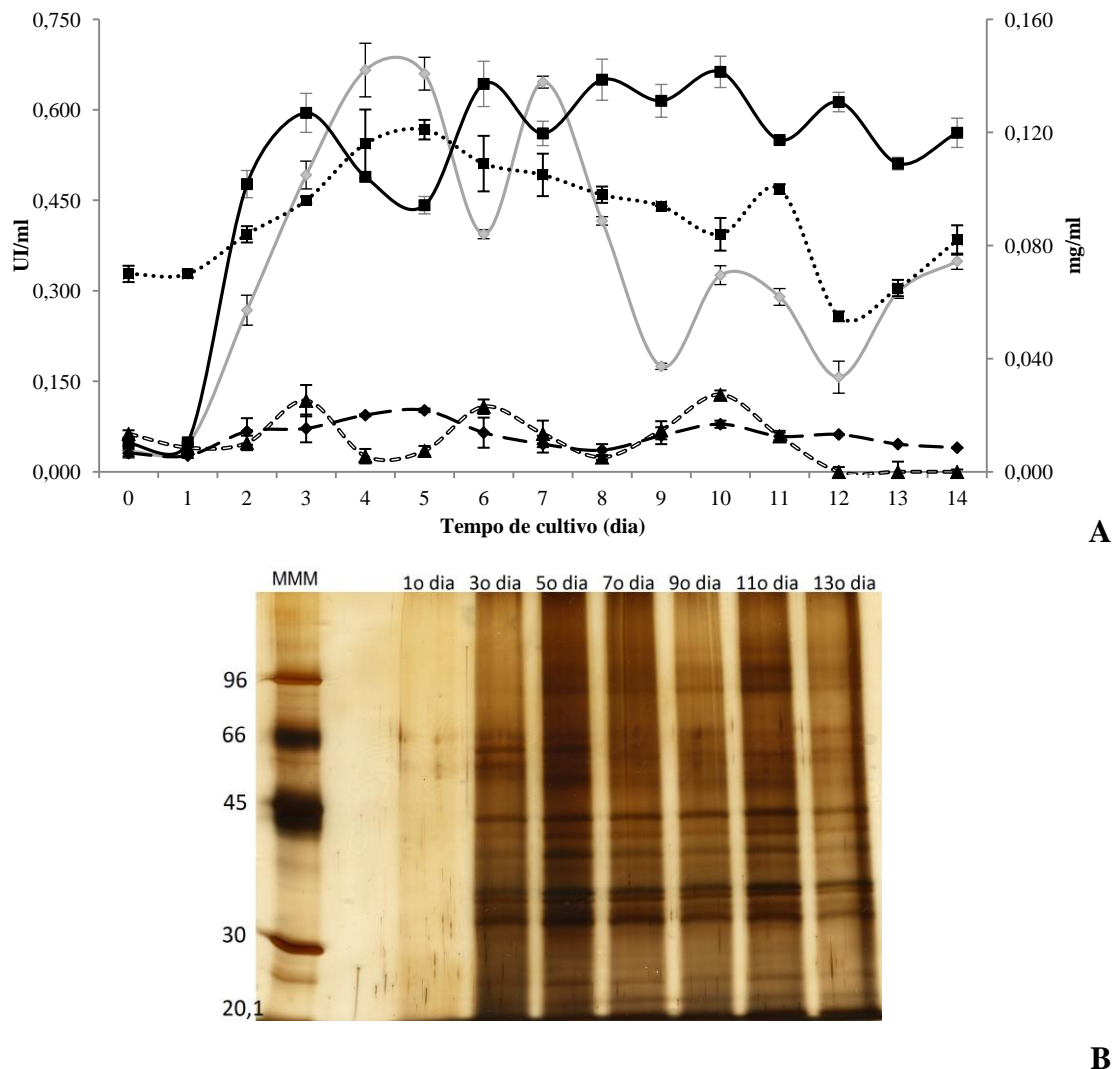 0,750
0,600
0,450
0,300
0,150
0,000
UI/ml
0,160
0,120
0,080
0,040
0,000
mg/ml
0 1 2 3 4 5 6 7 8 9 10 11 12 13 14
Tempo de cultivo (dia)
A
MMM 1o dia 3o dia 5o dia 7o dia 9o dia 11o dia 13o dia
96
66
45
30
20,1
B